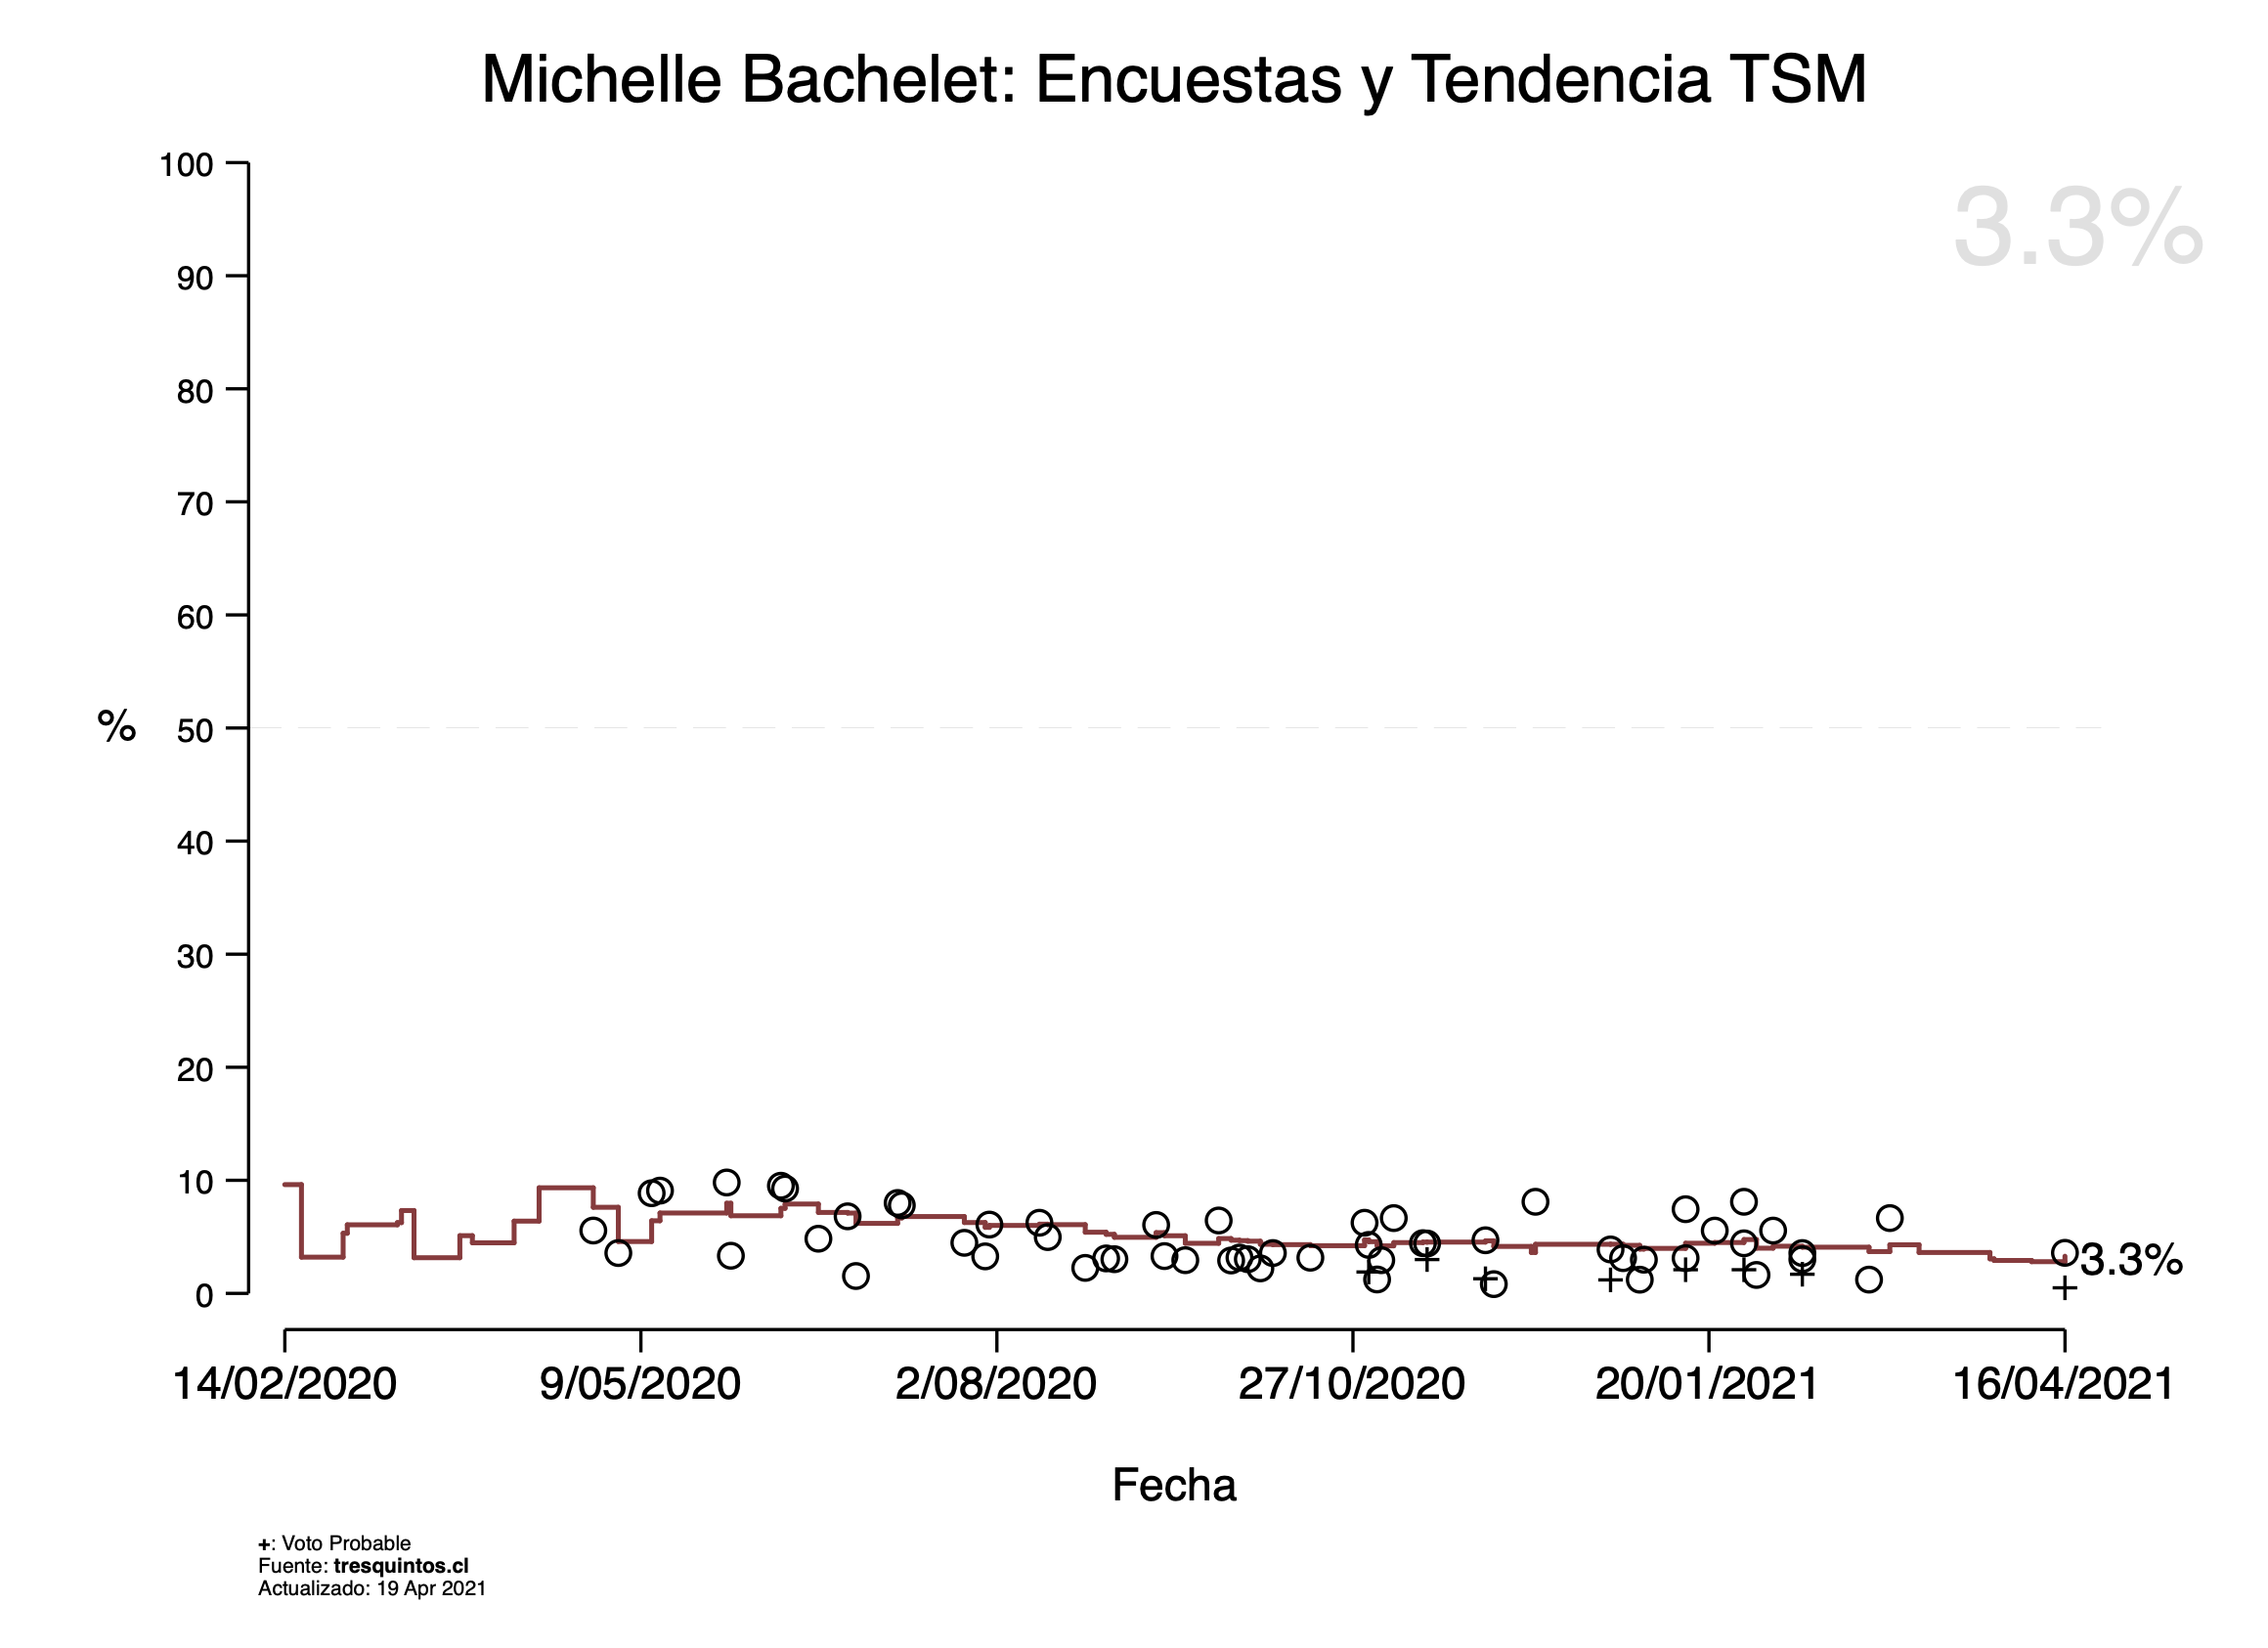 Michelle Bachelet: Encuestas y Tendencia TSM
3.3%
100
90
80
70
60
50
40
30
20
10
0
%
3.3%
14/02/2020 9/05/2020 2/08/2020 27/10/2020 20/01/2021 16/04/2021
Fecha
+: Voto Probable
Fuente: tresquintos.cl
Actualizado: 19 Apr 2021